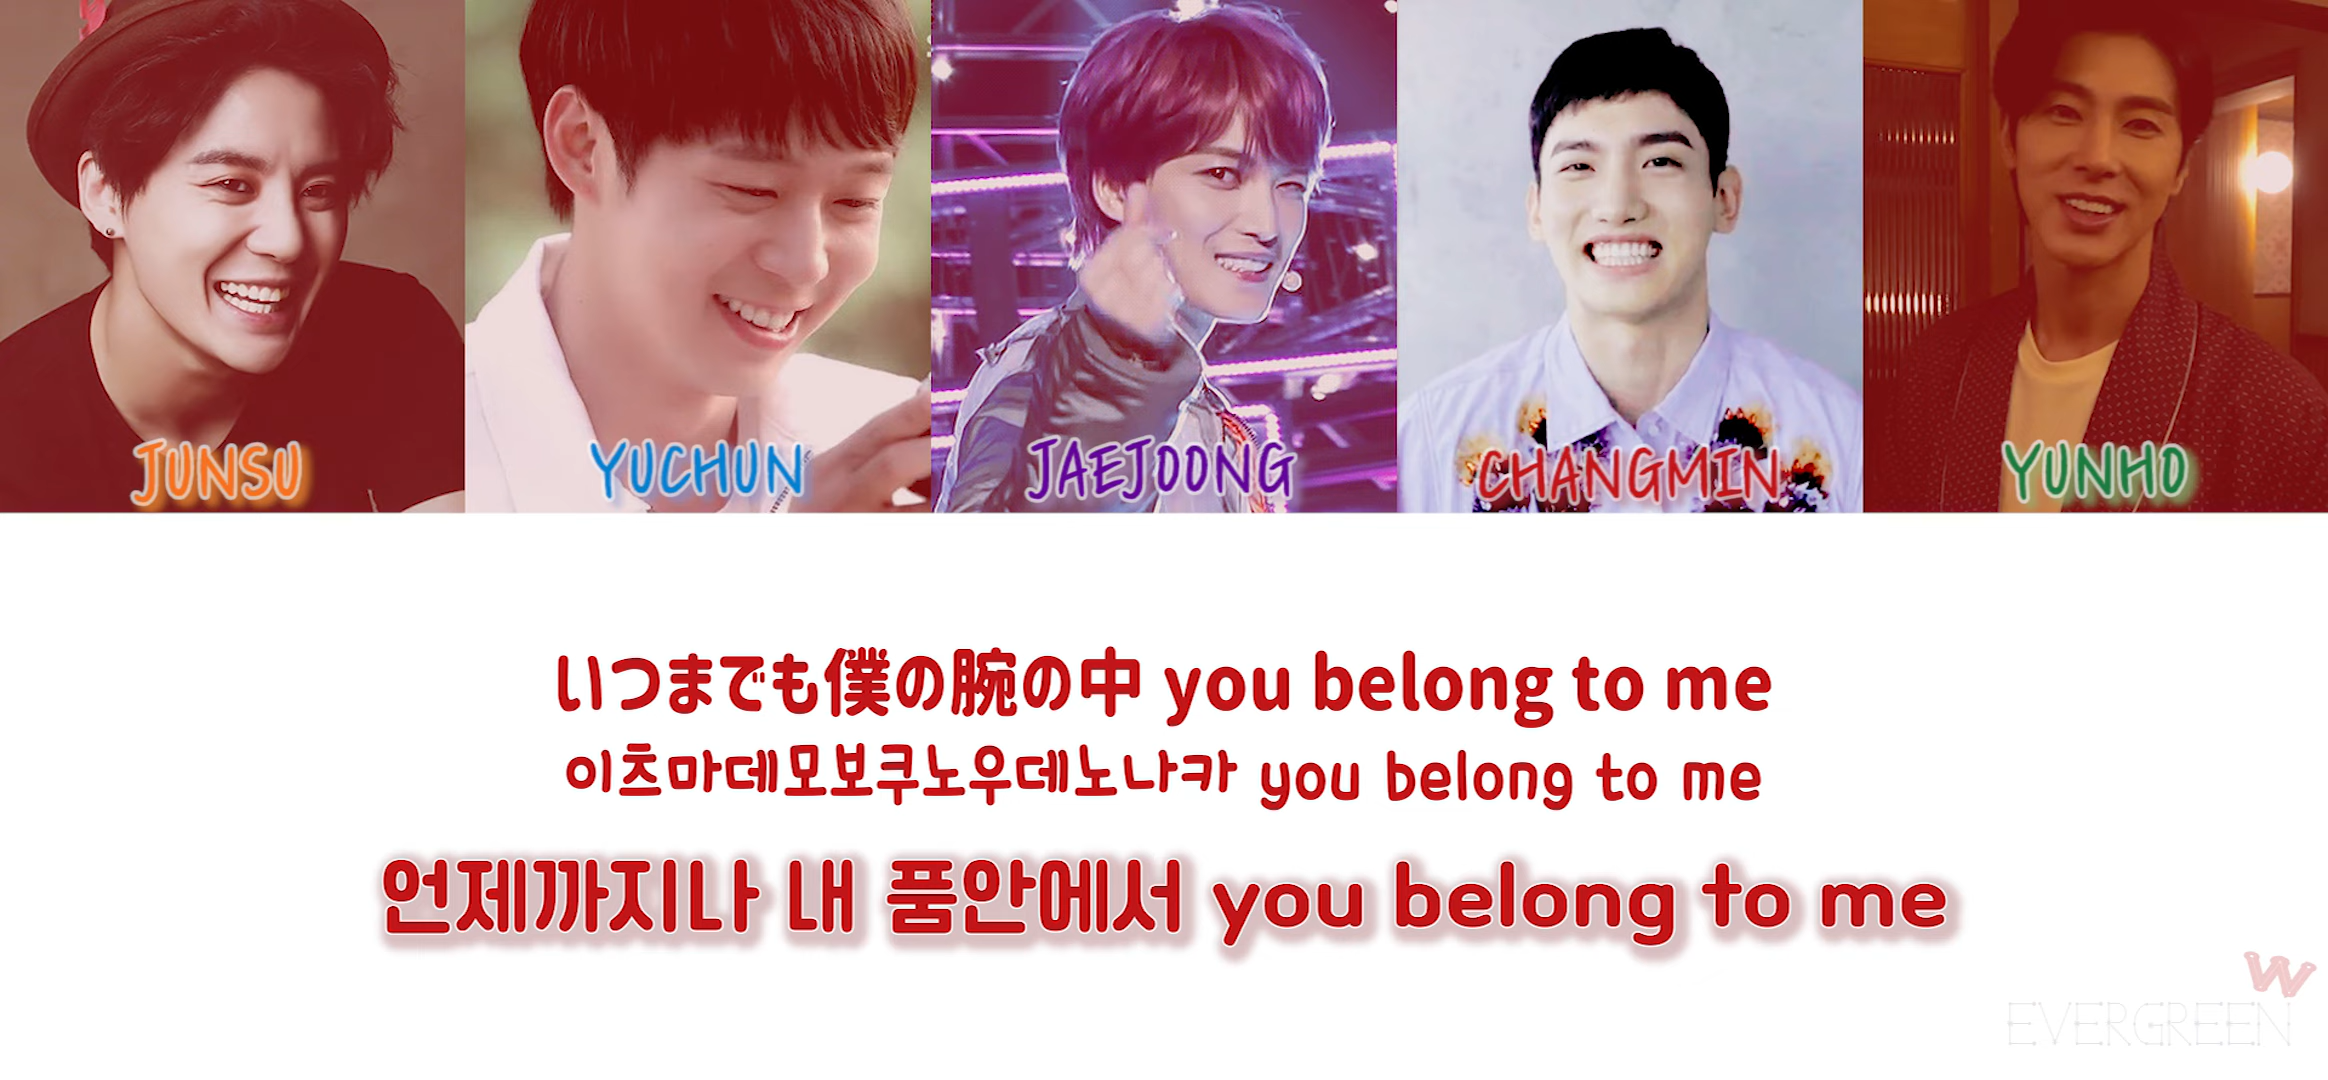 JUNSU
YUCHUN
JAEJOONG
CHANGMIN
YUNHO
いつまでも僕の腕の中 you belong to me
이츠마데모보쿠노우데노나카 you belong to me
언제까지나 내 품안에서 you belong to me
W
EVERGREEN